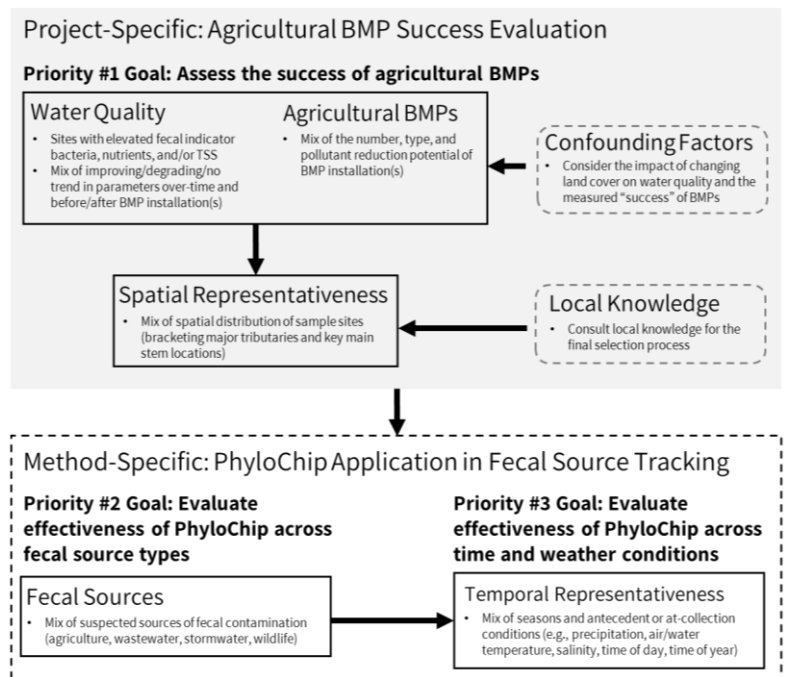 Project-Specific: Agricultural BMP Success Evaluation
Priority #1 Goal: Assess the success of agricultural BMPs
Water Quality
• Sites with elevated fecal indicator
bacteria, nutrients, and/or TSS
• Mix of improving/degrading/no
trend in parameters over-time and
before/after BMP installation(s)
Agricultural BMPs
• Mix of the number, type, and
pollutant reduction potential of
BMP installation(s)
Confounding Factors
• Consider the impact of changing
land cover on water quality and the
measured “success” of BMPs
Spatial Representativeness
• Mix of spatial distribution of sample sites
(bracketing major tributaries and key main
stem locations)
Local Knowledge
• Consult local knowledge for the
final selection process
Method-Specific: PhyloChip Application in Fecal Source Tracking
Priority #2 Goal: Evaluate
effectiveness of PhyloChip across
fecal source types
Fecal Sources
• Mix of suspected sources of fecal contamination
(agriculture, wastewater, stormwater, wildlife)
Priority #3 Goal: Evaluate
effectiveness of PhyloChip across
time and weather conditions
Temporal Representativeness
• Mix of seasons and antecedent or at-collection
conditions (e.g., precipitation, air/water
temperature, salinity, time of day, time of year)